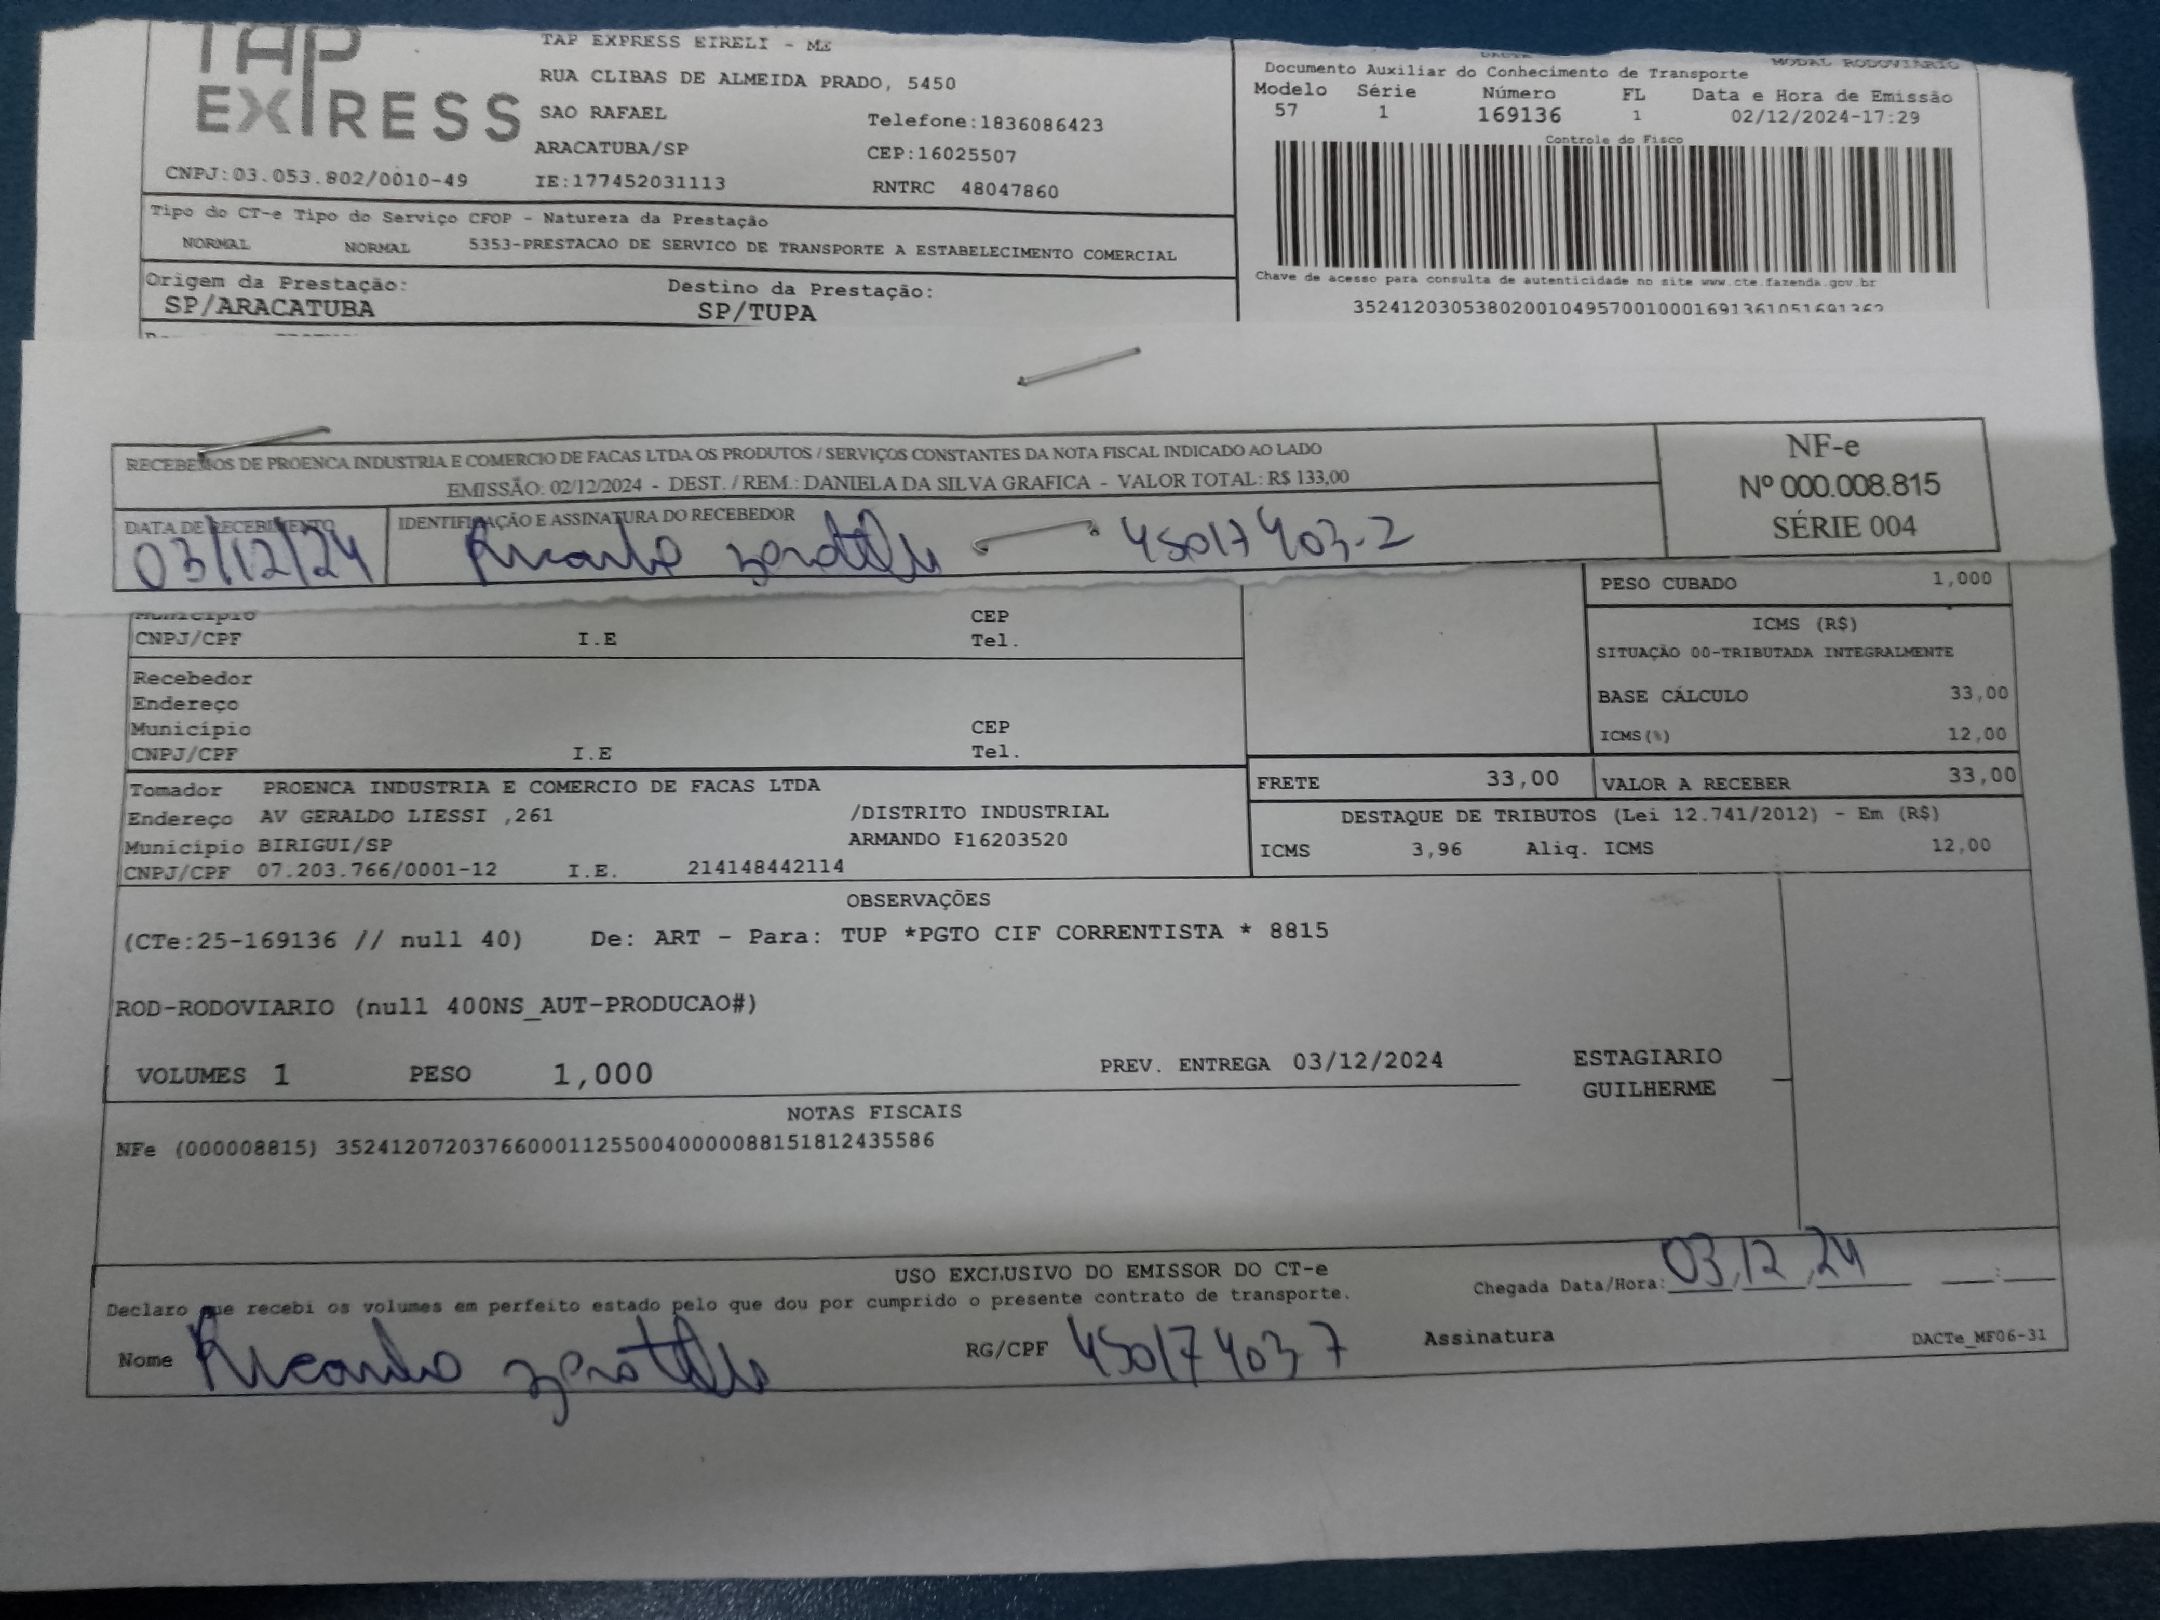 TAP
EXPRESS
TAP EXPRESS EIRELI - ME
RUA CLIBAS DE ALMEIDA PRADO, 5450
SAO RAFAEL
Telefone:1836086423
ARACATUBA/SP
CEP:16025507
CNPJ:03.053.802/0010-49
IE:177452031113
RNTRC 48047860
DACTE
MODAL RODOVIARIO
Documento Auxiliar do Conhecimento de Transporte
Modelo Série Número FL Data e Hora de Emissão
57 1 169136 1 02/12/2024-17:29
Controle do Fisco
Chave de acesso para consulta de autenticidade no site www.cte.fazenda.gov.br
35241203053802001049570010001691361051691362
Tipo do CT-e Tipo do Serviço CFOP - Natureza da Prestação
NORMAL NORMAL 5353-PRESTACAO DE SERVICO DE TRANSPORTE A ESTABELECIMENTO COMERCIAL
Origem da Prestação: Destino da Prestação:
SP/ARACATUBA SP/TUPA
RECEBEMOS DE PROENCA INDUSTRIA E COMERCIO DE FACAS LTDA OS PRODUTOS / SERVIÇOS CONSTANTES DA NOTA FISCAL INDICADO AO LADO
EMISSÃO: 02/12/2024 - DEST. / REM.: DANIELA DA SILVA GRAFICA - VALOR TOTAL: R$ 133,00
NF-e
Nº 000.008.815
SÉRIE 004
DATA DE RECEBIMENTO
03/12/24
IDENTIFICAÇÃO E ASSINATURA DO RECEBEDOR
Ricardo 45017403-2
Município CEP
CNPJ/CPF I.E Tel.
Recebedor
Endereço
Município CEP
CNPJ/CPF I.E Tel.
PESO CUBADO 1,000
ICMS (R$)
SITUAÇÃO 00-TRIBUTADA INTEGRALMENTE
BASE CÁLCULO 33,00
ICMS(%) 12,00
FRETE 33,00 VALOR A RECEBER 33,00
Tomador PROENCA INDUSTRIA E COMERCIO DE FACAS LTDA
Endereço AV GERALDO LIESSI ,261 /DISTRITO INDUSTRIAL
Município BIRIGUI/SP ARMANDO F16203520
CNPJ/CPF 07.203.766/0001-12 I.E. 214148442114
DESTAQUE DE TRIBUTOS (Lei 12.741/2012) - Em (R$)
ICMS 3,96 Aliq. ICMS 12,00
OBSERVAÇÕES
(CTe:25-169136 // null 40) De: ART - Para: TUP *PGTO CIF CORRENTISTA * 8815
ROD-RODOVIARIO (null 400NS_AUT-PRODUCAO#)
VOLUMES 1 PESO 1,000 PREV. ENTREGA 03/12/2024
ESTAGIARIO
GUILHERME
NOTAS FISCAIS
NFe (000008815) 35241207203766000112550040000088151812435586
USO EXCLUSIVO DO EMISSOR DO CT-e
Declaro que recebi os volumes em perfeito estado pelo que dou por cumprido o presente contrato de transporte.
Chegada Data/Hora: 03/12/24 :
Nome Ricardo RG/CPF 45017403 7 Assinatura
DACTe_MF06-31